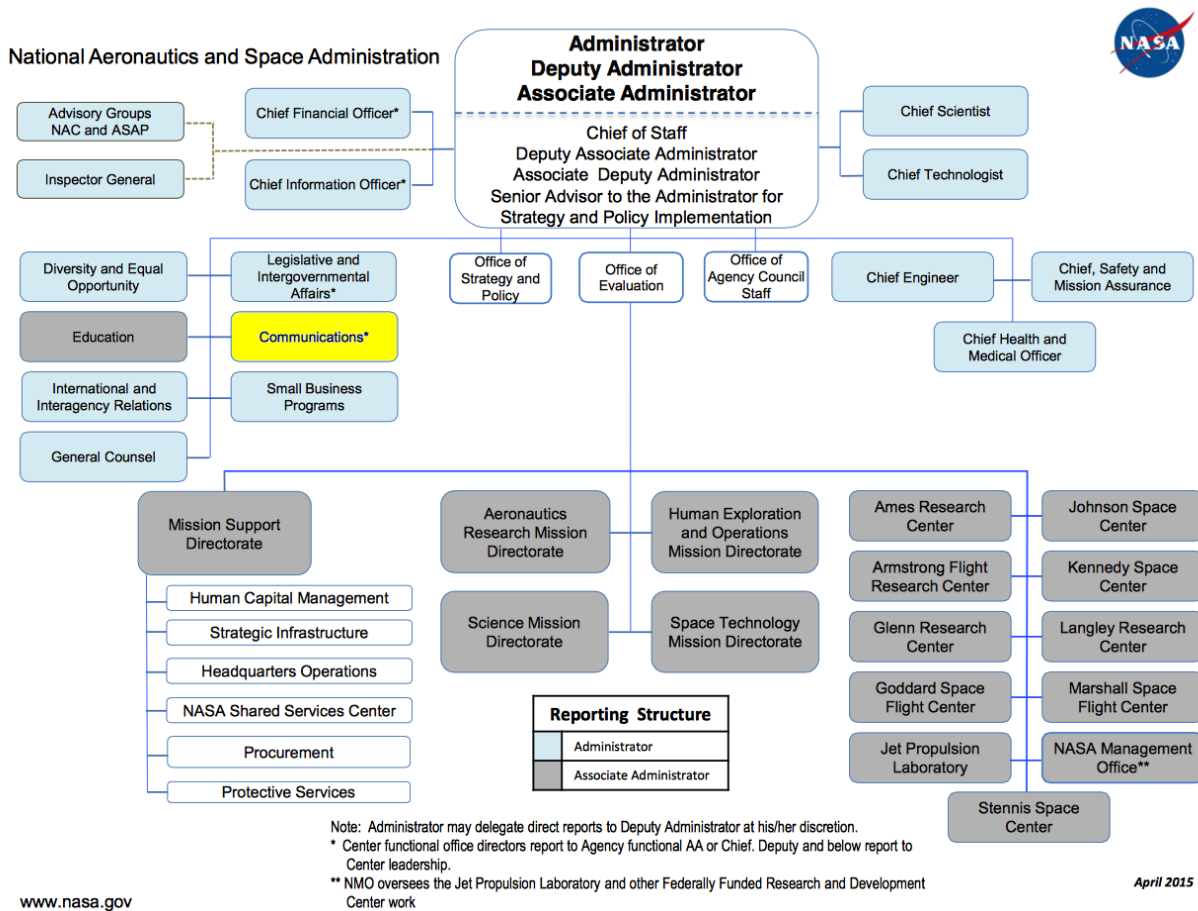 National Aeronautics and Space Administration
Administrator
Deputy Administrator
Associate Administrator
Chief of Staff
Deputy Associate Administrator
Associate Deputy Administrator
Senior Advisor to the Administrator for
Strategy and Policy Implementation
NASA
Advisory Groups
NAC and ASAP
Inspector General
Chief Financial Officer*
Chief Information Officer*
Chief Scientist
Chief Technologist
Diversity and Equal
Opportunity
Legislative and
Intergovernmental
Affairs*
Education
Communications*
International and
Interagency Relations
Small Business
Programs
General Counsel
Office of
Strategy and
Policy
Office of
Evaluation
Office of
Agency Council
Staff
Chief Engineer
Chief, Safety and
Mission Assurance
Chief Health and
Medical Officer
Mission Support
Directorate
Human Capital Management
Strategic Infrastructure
Headquarters Operations
NASA Shared Services Center
Procurement
Protective Services
Aeronautics
Research Mission
Directorate
Human Exploration
and Operations
Mission Directorate
Science Mission
Directorate
Space Technology
Mission Directorate
Ames Research
Center
Johnson Space
Center
Armstrong Flight
Research Center
Kennedy Space
Center
Glenn Research
Center
Langley Research
Center
Goddard Space
Flight Center
Marshall Space
Flight Center
Jet Propulsion
Laboratory
NASA Management
Office**
Stennis Space
Center
Reporting Structure
Administrator
Associate Administrator
Note: Administrator may delegate direct reports to Deputy Administrator at his/her discretion.
* Center functional office directors report to Agency functional AA or Chief. Deputy and below report to
Center leadership.
** NMO oversees the Jet Propulsion Laboratory and other Federally Funded Research and Development
Center work
www.nasa.gov
April 2015